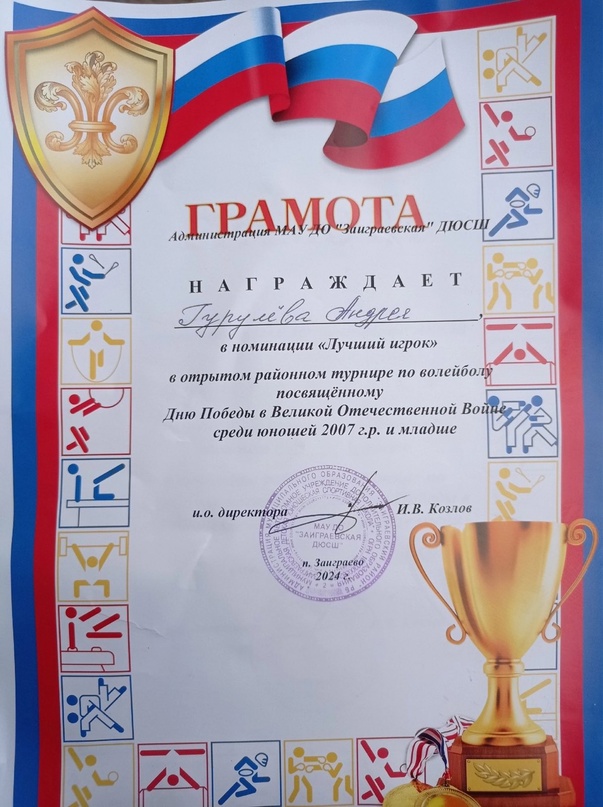 ГРАМОТА
Администрация МАУ ДО "Заиграевская" ДЮСШ
НАГРАЖДАЕТ
Гурулёва Андрея,
в номинации «Лучший игрок»
в отрытом районном турнире по волейболу
посвящённому
Дню Победы в Великой Отечественной Войне
среди юношей 2007 г.р. и младше
и.о. директора И.В. Козлов
МАУ ДО
"ЗАИГРАЕВСКАЯ
ДЮСШ"
п. Заиграево
2024 г.